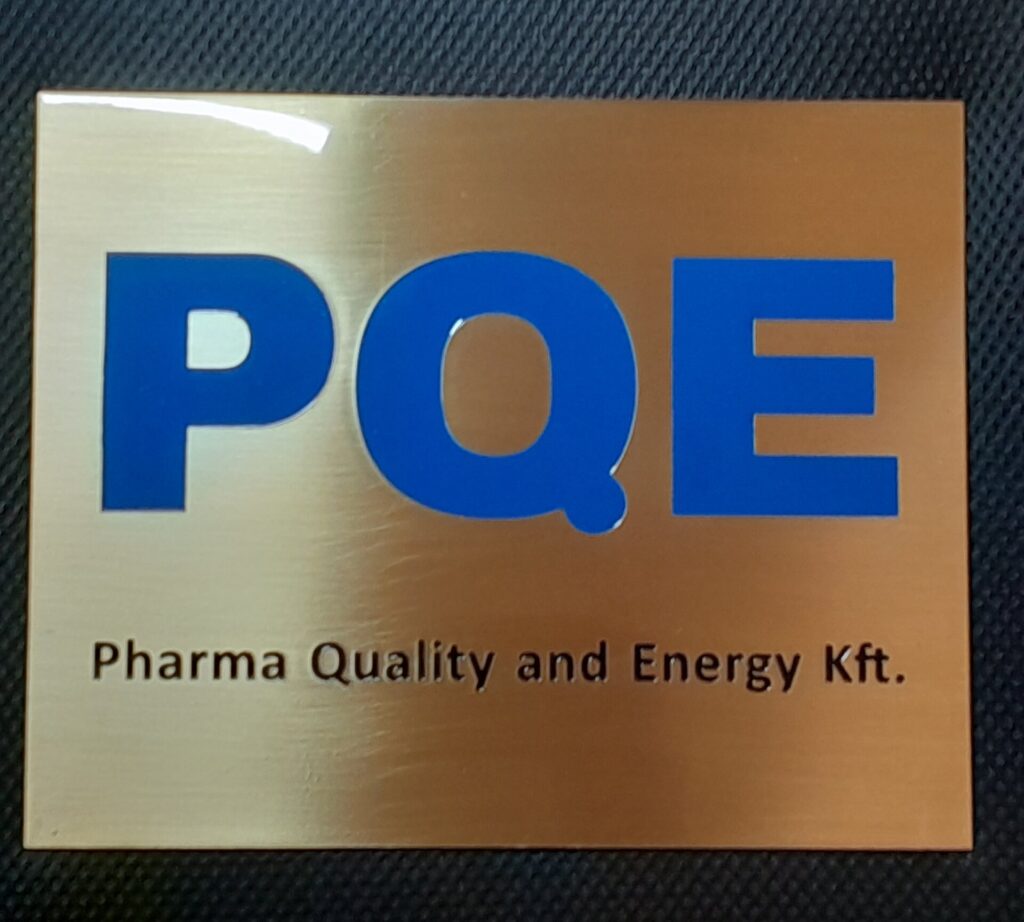 PQE
Pharma Quality and Energy Kft.